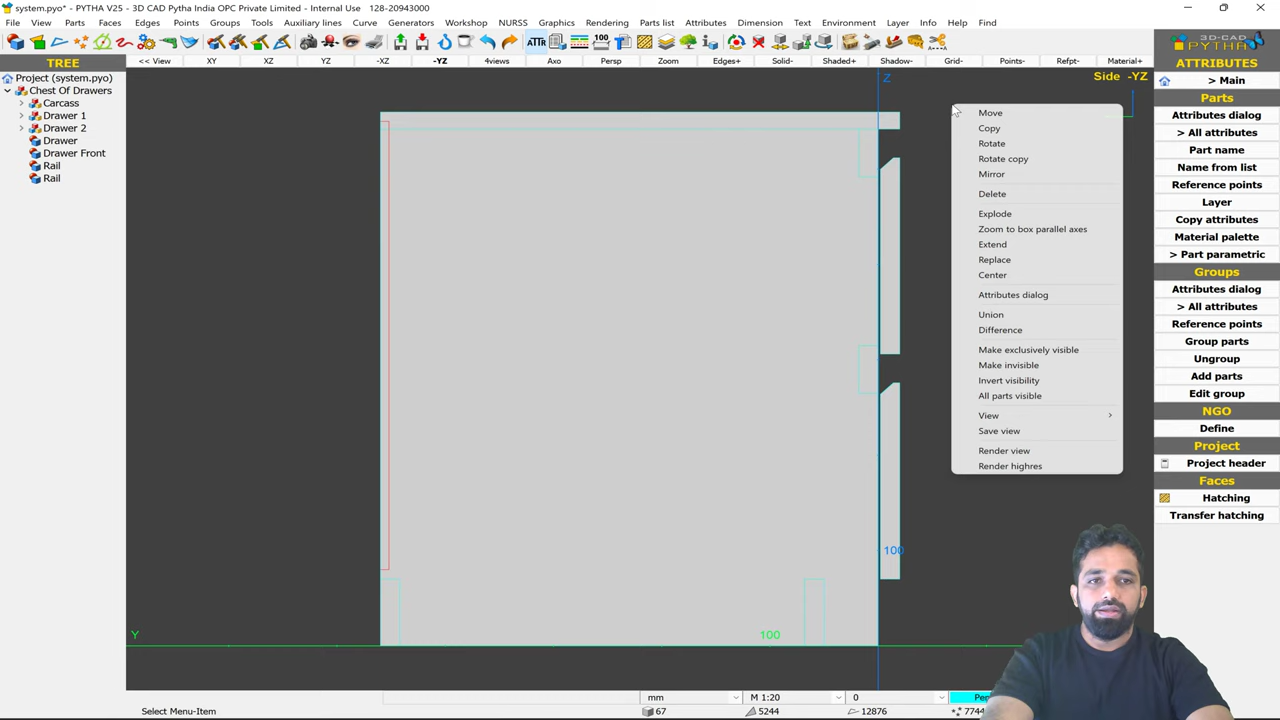 system.pyo* - PYTHA V25 - 3D CAD Pythia India OPC Private Limited - Internal Use 128-20943000
File View Parts Faces Edges Points Groups Tools Auxiliary lines Curve Generators Workshop NURSS Graphics Rendering Parts list Attributes Dimension Text Environment Layer Info Help Find
ATTR 100
3D-CAD
PYTHA
TREE
<< View XY XZ YZ -XZ -YZ 4views Axo Persp Zoom Edges+ Solid- Shaded+ Shadow- Grid- Points- Refpt- Material+
ATTRIBUTES
Project (system.pyo)
Chest Of Drawers
Carcass
Drawer 1
Drawer 2
Drawer
Drawer Front
Rail
Rail
Z
Side -YZ
Y
100
100
Move
Copy
Rotate
Rotate copy
Mirror
Delete
Explode
Zoom to box parallel axes
Extend
Replace
Center
Attributes dialog
Union
Difference
Make exclusively visible
Make invisible
Invert visibility
All parts visible
View
Save view
Render view
Render highres
> Main
Parts
Attributes dialog
> All attributes
Part name
Name from list
Reference points
Layer
Copy attributes
Material palette
> Part parametric
Groups
Attributes dialog
> All attributes
Reference points
Group parts
Ungroup
Add parts
Edit group
NGO
Define
Project
Project header
Faces
Hatching
Transfer hatching
mm M 1:20 0
Select Menu-Item 67 5244 12876